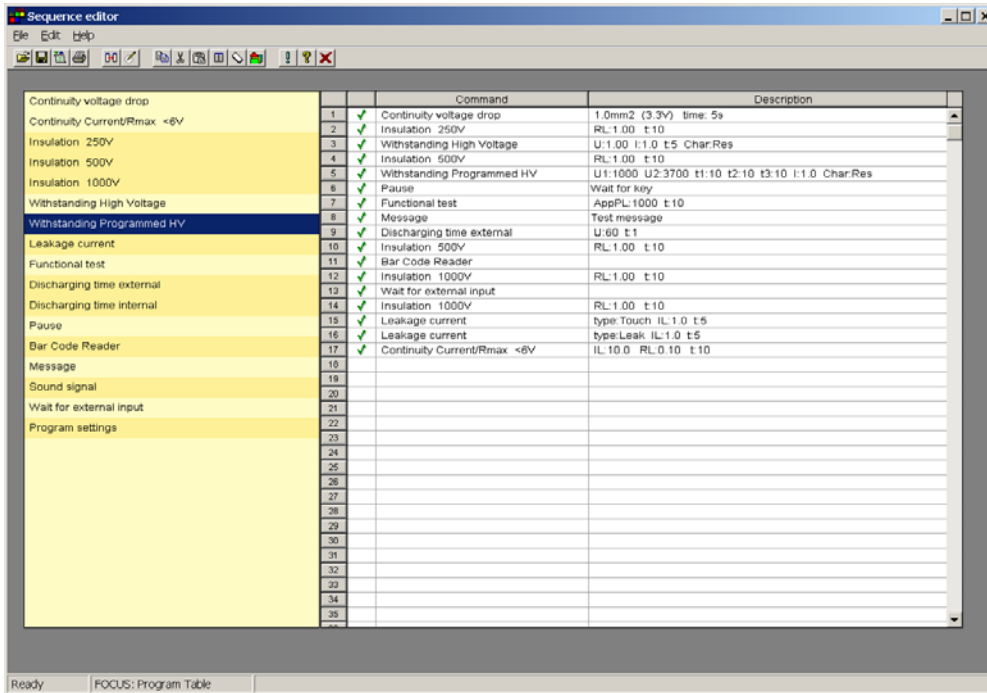 Sequence editor
File Edit Help
Continuity voltage drop
Continuity Current/Rmax <6V
Insulation 250V
Insulation 500V
Insulation 1000V
Withstanding High Voltage
Withstanding Programmed HV
Leakage current
Functional test
Discharging time external
Discharging time internal
Pause
Bar Code Reader
Message
Sound signal
Wait for external input
Program settings
Command Description
1 Continuity voltage drop 1.0mm2 (3.3V) time: 5s
2 Insulation 250V RL:1.00 t:10
3 Withstanding High Voltage U:1.00 I:1.0 t:5 Char:Res
4 Insulation 500V RL:1.00 t:10
5 Withstanding Programmed HV U1:1000 U2:3700 t1:10 t2:10 t3:10 I:1.0 Char:Res
6 Pause Wait for key
7 Functional test AppPL:1000 t:10
8 Message Test message
9 Discharging time external U:60 t:1
10 Insulation 500V RL:1.00 t:10
11 Bar Code Reader
12 Insulation 1000V RL:1.00 t:10
13 Wait for external input
14 Insulation 1000V RL:1.00 t:10
15 Leakage current type:Touch IL:1.0 t:5
16 Leakage current type:Leak IL:1.0 t:5
17 Continuity Current/Rmax <6V IL:10.0 RL:0.10 t:10
18
19
20
21
22
23
24
25
26
27
28
29
30
31
32
33
34
35
Ready FOCUS: Program Table